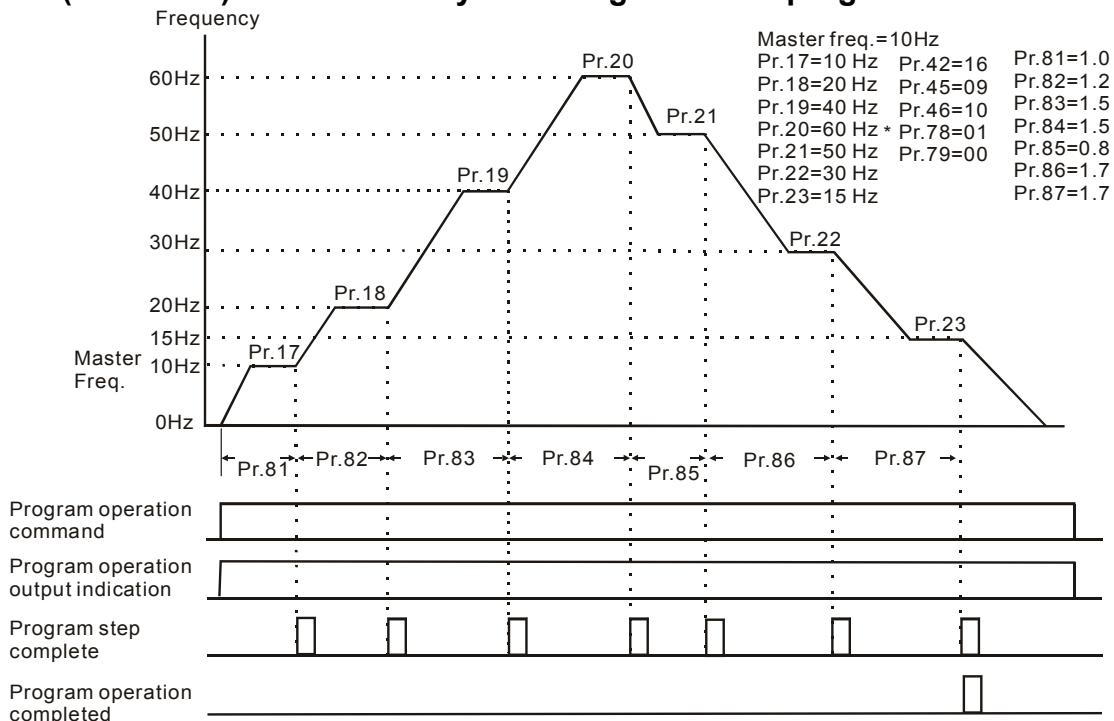 Frequency
60Hz
50Hz
40Hz
30Hz
20Hz
15Hz
10Hz
0Hz
Master
Freq.
Pr.17
Pr.18
Pr.19
Pr.20
Pr.21
Pr.22
Pr.23
Master freq.=10Hz
Pr.17=10 Hz
Pr.18=20 Hz
Pr.19=40 Hz
Pr.20=60 Hz
Pr.21=50 Hz
Pr.22=30 Hz
Pr.23=15 Hz
Pr.42=16
Pr.45=09
Pr.46=10
* Pr.78=01
Pr.79=00
Pr.81=1.0
Pr.82=1.2
Pr.83=1.5
Pr.84=1.5
Pr.85=0.8
Pr.86=1.7
Pr.87=1.7
Pr.81
Pr.82
Pr.83
Pr.84
Pr.85
Pr.86
Pr.87
Program operation
command
Program operation
output indication
Program step
complete
Program operation
completed